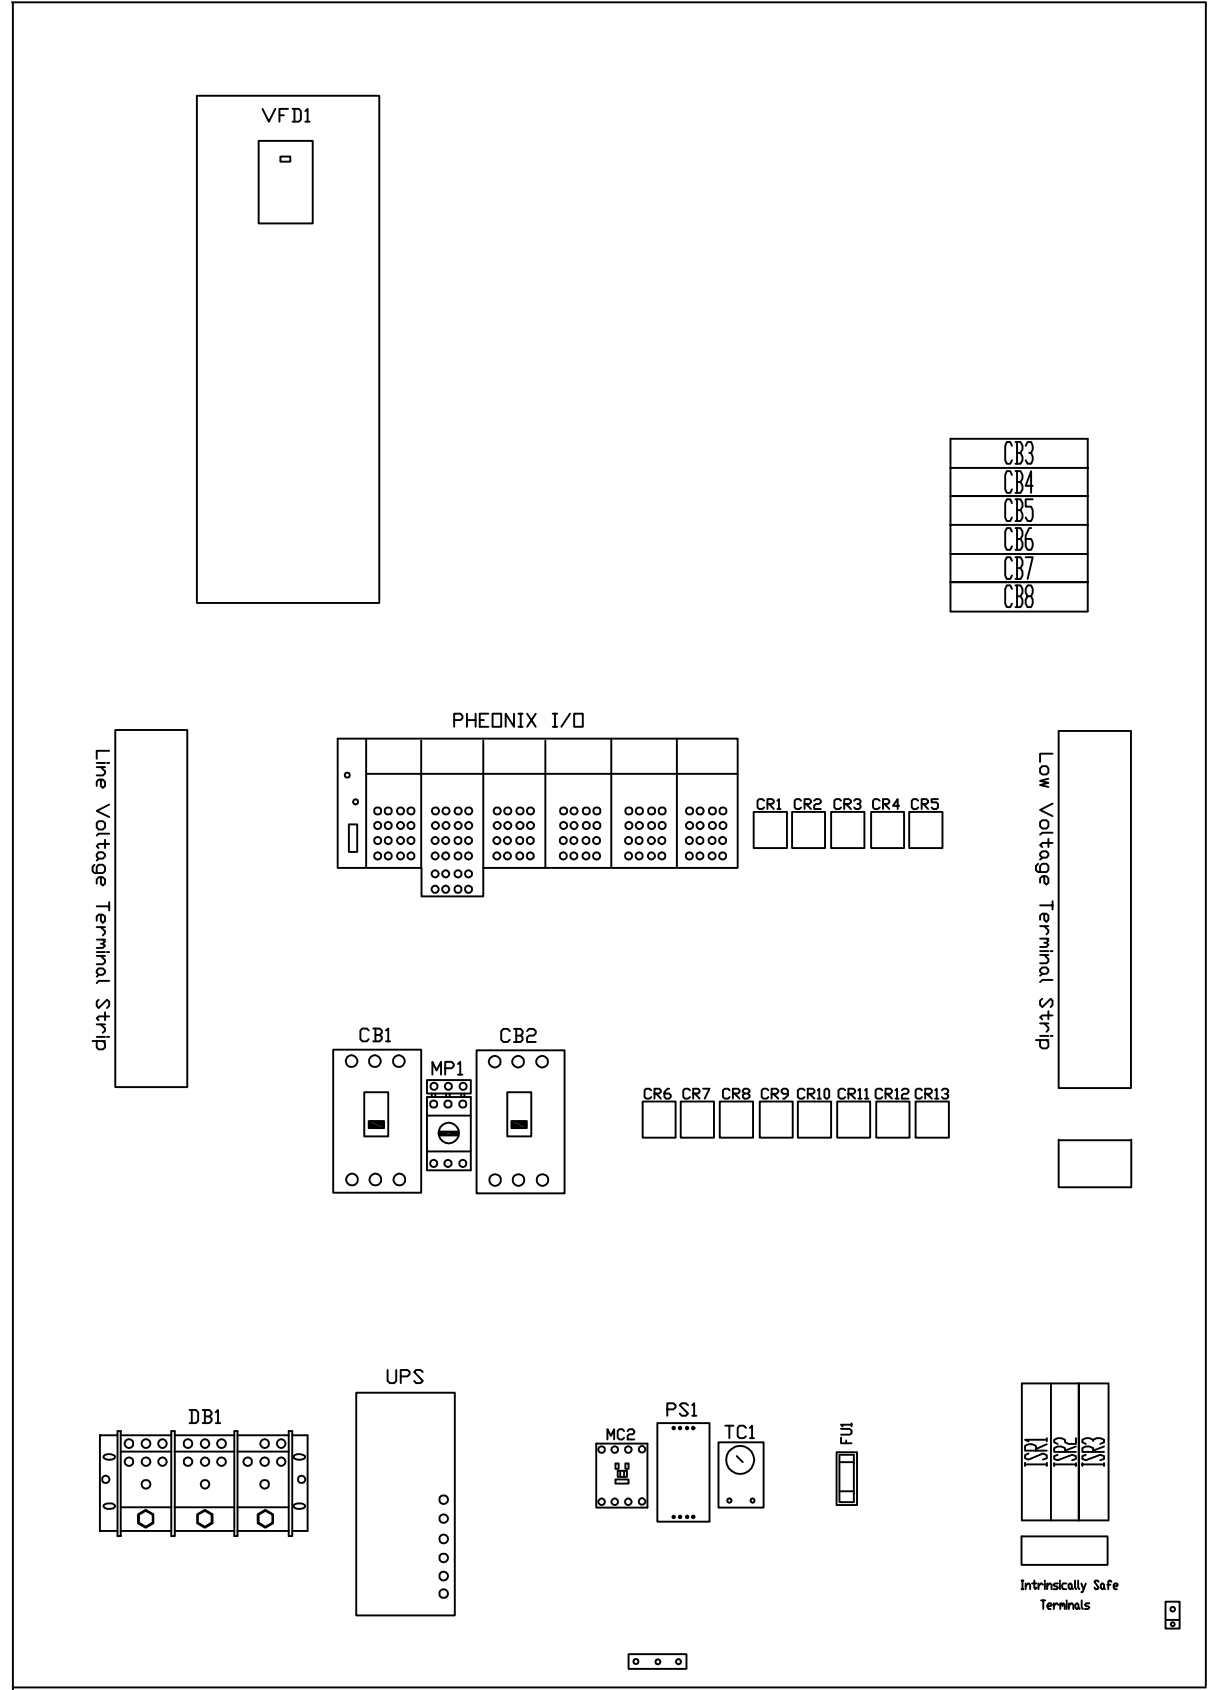 VFD1
CB3
CB4
CB5
CB6
CB7
CB8
PHEONIX I/O
Line Voltage Terminal Strip
Low Voltage Terminal Strip
CR1 CR2 CR3 CR4 CR5
CB1
MP1
CB2
CR6 CR7 CR8 CR9 CR10 CR11 CR12 CR13
DB1
UPS
MC2
PS1
TC1
FU1
ISR1
ISR2
ISR3
Intrinsically Safe
Terminals